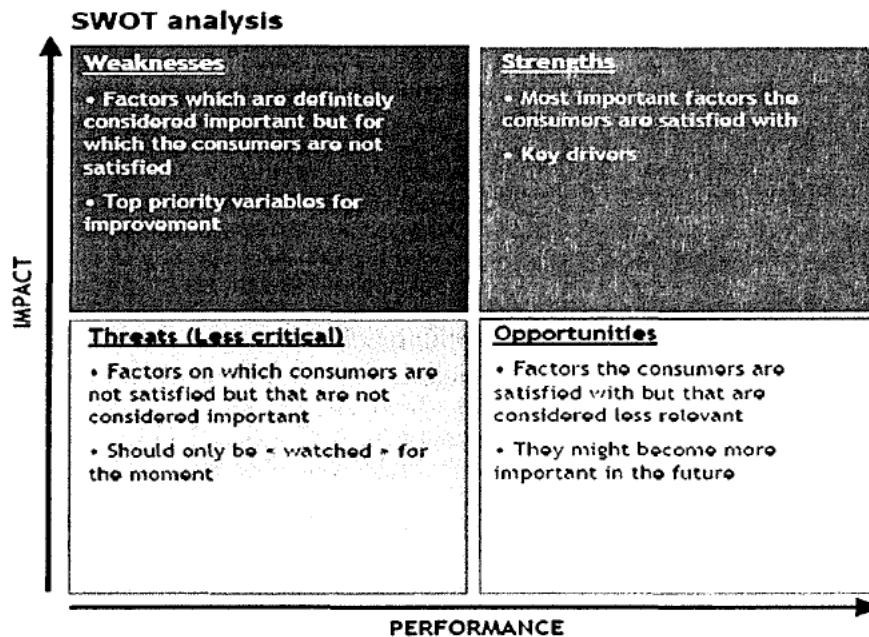 SWOT analysis
Weaknesses
• Factors which are definitely
considered important but for
which the consumers are not
satisfied
• Top priority variables for
improvement
Strengths
• Most important factors the
consumers are satisfied with
• Key drivers
IMPACT
Threats (Less critical)
• Factors on which consumers are
not satisfied but that are not
considered important
• Should only be « watched » for
the moment
Opportunities
• Factors the consumers are
satisfied with but that are
considered less relevant
• They might become more
important in the future
PERFORMANCE